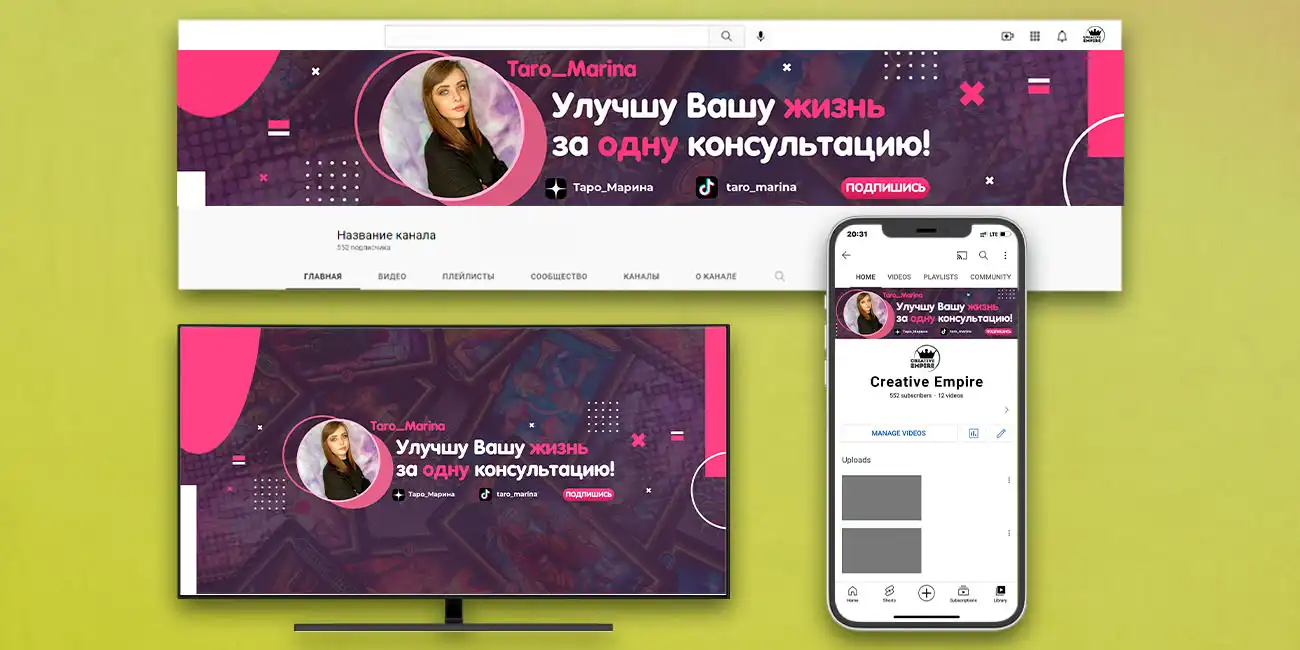 CREATIVE
EMPIRE
Taro_Marina
Улучшу Вашу жизнь
за одну консультацию!
Таро_Марина
taro_marina
ПОДПИШИСЬ
Название канала
552 подписчика
ГЛАВНАЯ ВИДЕО ПЛЕЙЛИСТЫ СООБЩЕСТВО КАНАЛЫ О КАНАЛЕ
Taro_Marina
Улучшу Вашу жизнь
за одну консультацию!
Таро_Марина
taro_marina
ПОДПИШИСЬ
20:31
LTE
HOME VIDEOS PLAYLISTS COMMUNITY
Taro_Marina
Улучшу Вашу жизнь
за одну консультацию!
Таро_Марина
taro_marina
ПОДПИШИСЬ
CREATIVE
EMPIRE
Creative Empire
552 subscribers · 12 videos
MANAGE VIDEOS
Uploads
Home Shorts Subscriptions Library